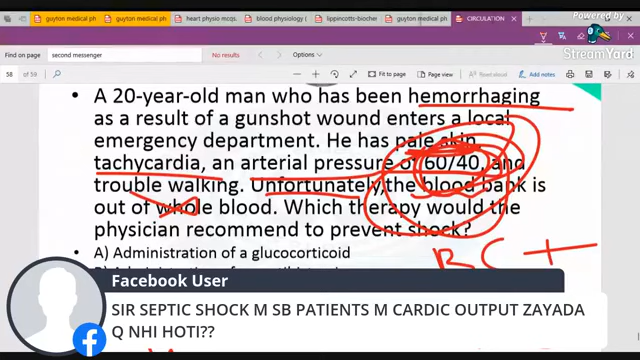 guyton medical ph
guyton medical ph
heart physio mcqs.
blood physiology (
lippincotts-biocher
guyton medical ph
CIRCULATION
Powered by
StreamYard
Find on page
second messenger
No results
Options
58 of 59
Fit to page
Page view
Read aloud
Add notes
• A 20-year-old man who has been hemorrhaging
as a result of a gunshot wound enters a local
emergency department. He has pale skin,
tachycardia, an arterial pressure of 60/40, and
trouble walking. Unfortunately, the blood bank is
out of whole blood. Which therapy would the
physician recommend to prevent shock?
A) Administration of a glucocorticoid
BC +
Facebook User
SIR SEPTIC SHOCK M SB PATIENTS M CARDIC OUTPUT ZAYADA
Q NHI HOTI??